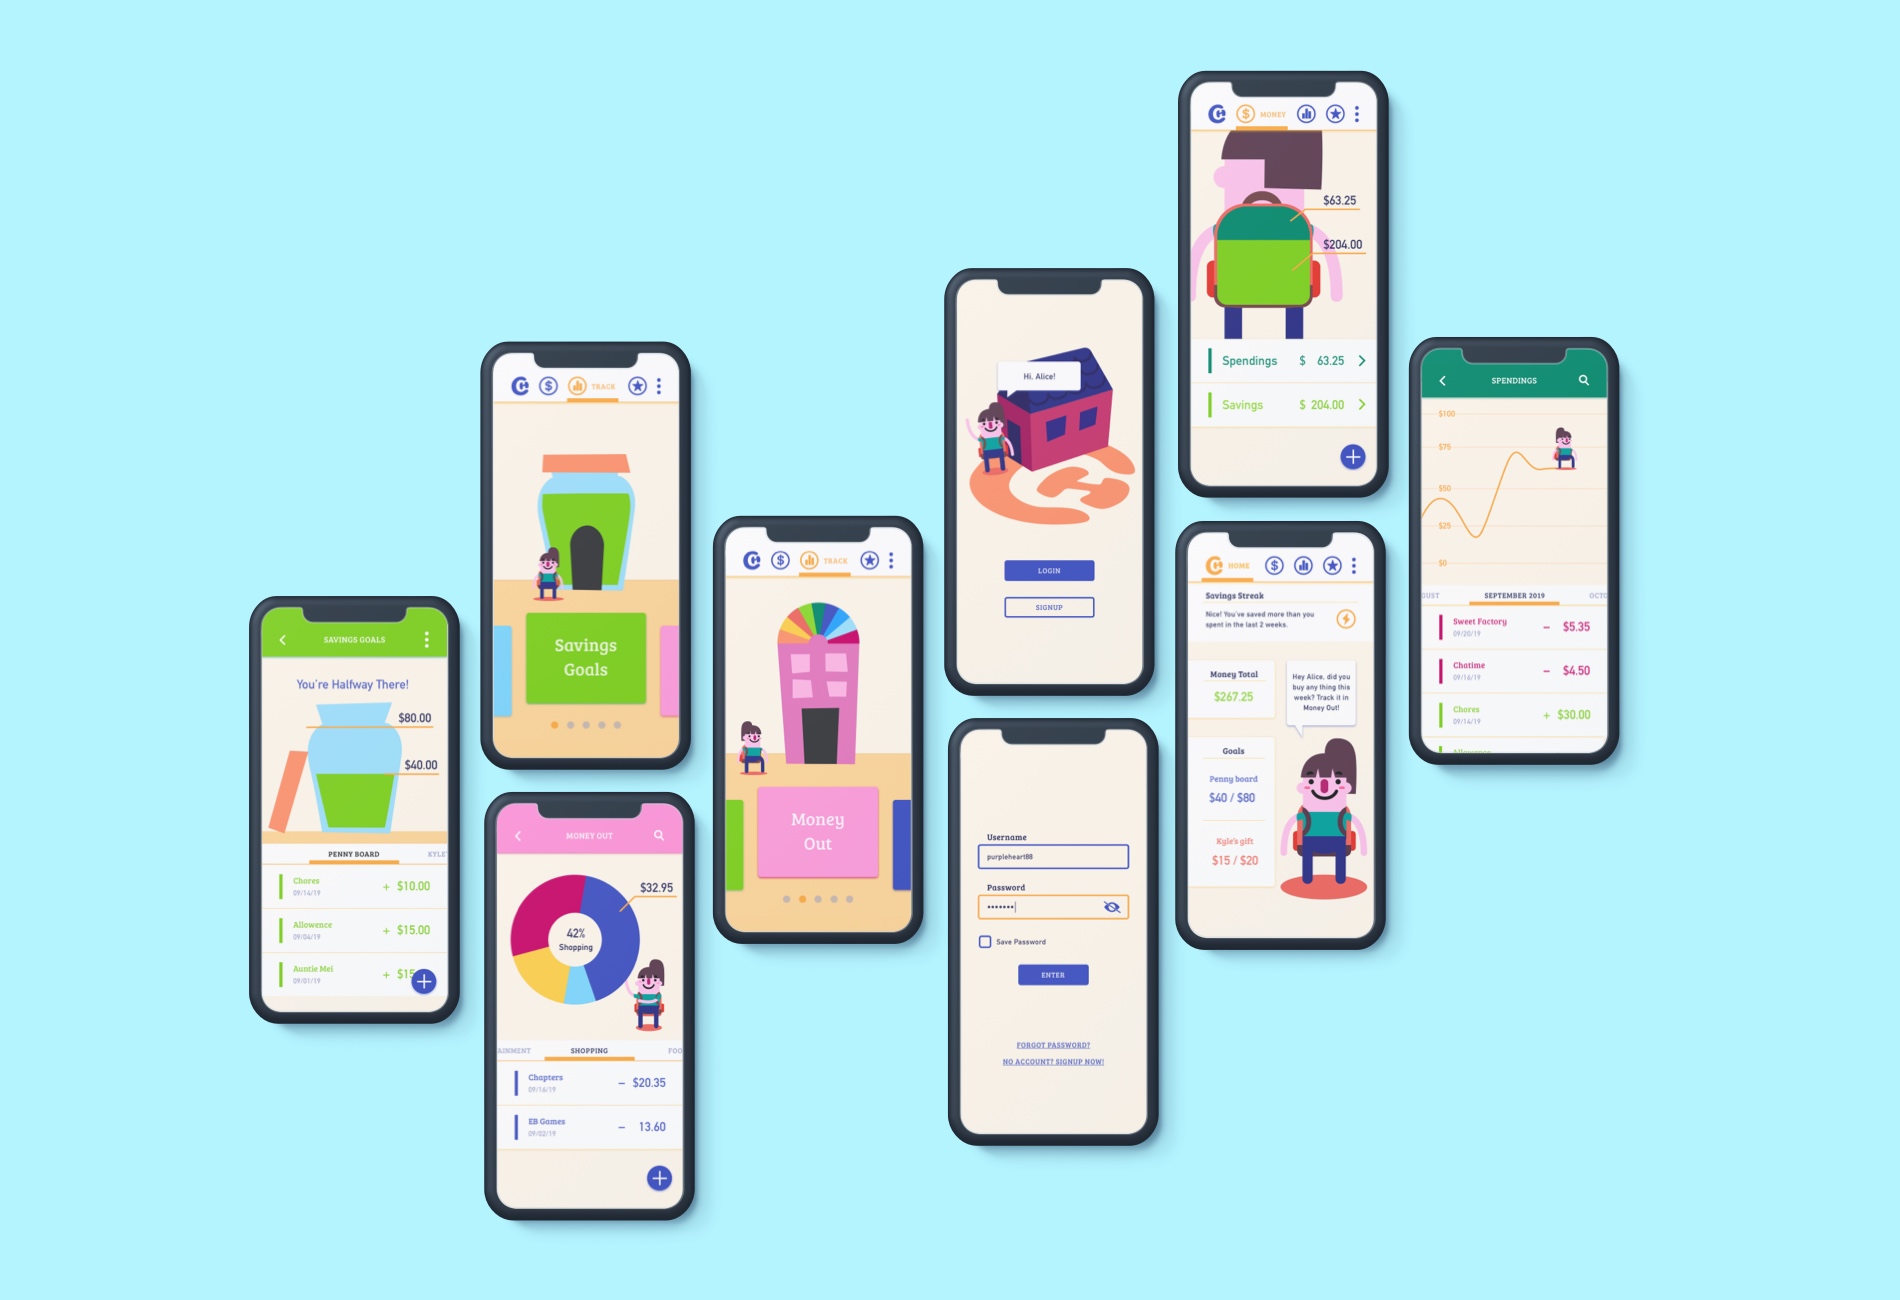 SAVINGS GOALS
You're Halfway There!
$80.00
$40.00
PENNY BOARD
KYLE'
Chores
+ $10.00
09/14/19
Allowence
+ $15.00
09/04/19
Auntie Mei
+ $15
09/01/19
TRACK
Savings
Goals
MONEY OUT
$32.95
42%
Shopping
AINMENT
SHOPPING
FOO
Chapters
– $20.35
09/16/19
EB Games
– 13.60
09/02/19
TRACK
Money
Out
Hi, Alice!
LOGIN
SIGNUP
Username
purpleheart88
Password
•••••••
Save Password
ENTER
FORGOT PASSWORD?
NO ACCOUNT? SIGNUP NOW!
MONEY
$63.25
$204.00
Spendings $ 63.25
Savings $ 204.00
HOME
Savings Streak
Nice! You've saved more than you
spent in the last 2 weeks.
Money Total
$267.25
Hey Alice, did you
buy any thing this
week? Track it in
Money Out!
Goals
Penny board
$40 / $80
Kyle's gift
$15 / $20
SPENDINGS
$100
$75
$50
$25
$0
GUST
SEPTEMBER 2019
OCTO
Sweet Factory
– $5.35
09/20/19
Chatime
– $4.50
09/16/19
Chores
+ $30.00
09/14/19
Allowence